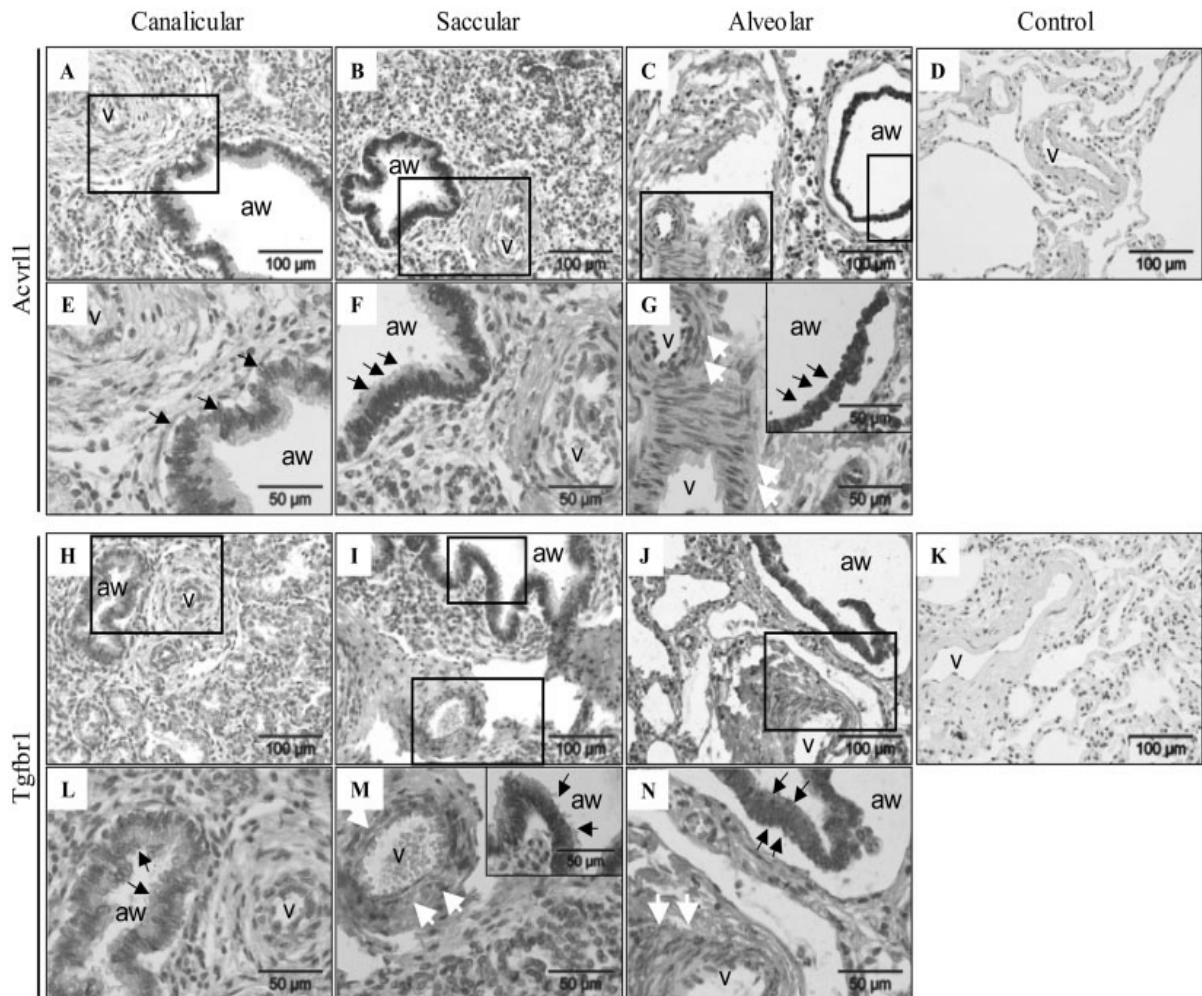 Canalicular Saccular Alveolar Control
Acvrl1
A
v
aw
100 µm
B
aw
v
100 µm
C
aw
100 µm
D
v
100 µm
E
v
aw
50 µm
F
aw
v
50 µm
G
v
v
50 µm
aw
50 µm
Tgfbr1
H
aw
v
100 µm
I
aw
100 µm
J
aw
v
100 µm
K
v
100 µm
L
aw
v
50 µm
M
v
aw
50 µm
50 µm
N
aw
v
50 µm